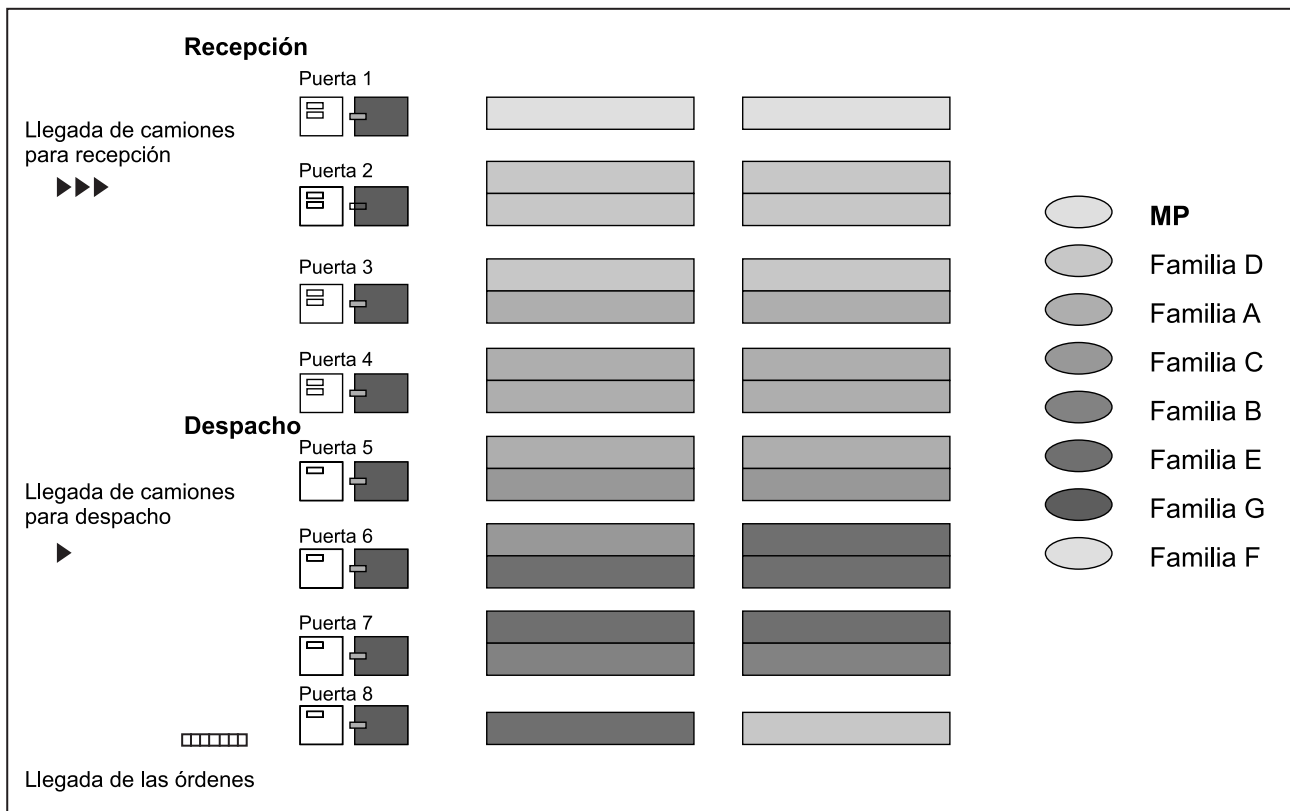 Recepción
Puerta 1
Llegada de camiones
para recepción
Puerta 2
Puerta 3
Puerta 4
Despacho
Puerta 5
Llegada de camiones
para despacho
Puerta 6
Puerta 7
Puerta 8
Llegada de las órdenes
MP
Familia D
Familia A
Familia C
Familia B
Familia E
Familia G
Familia F